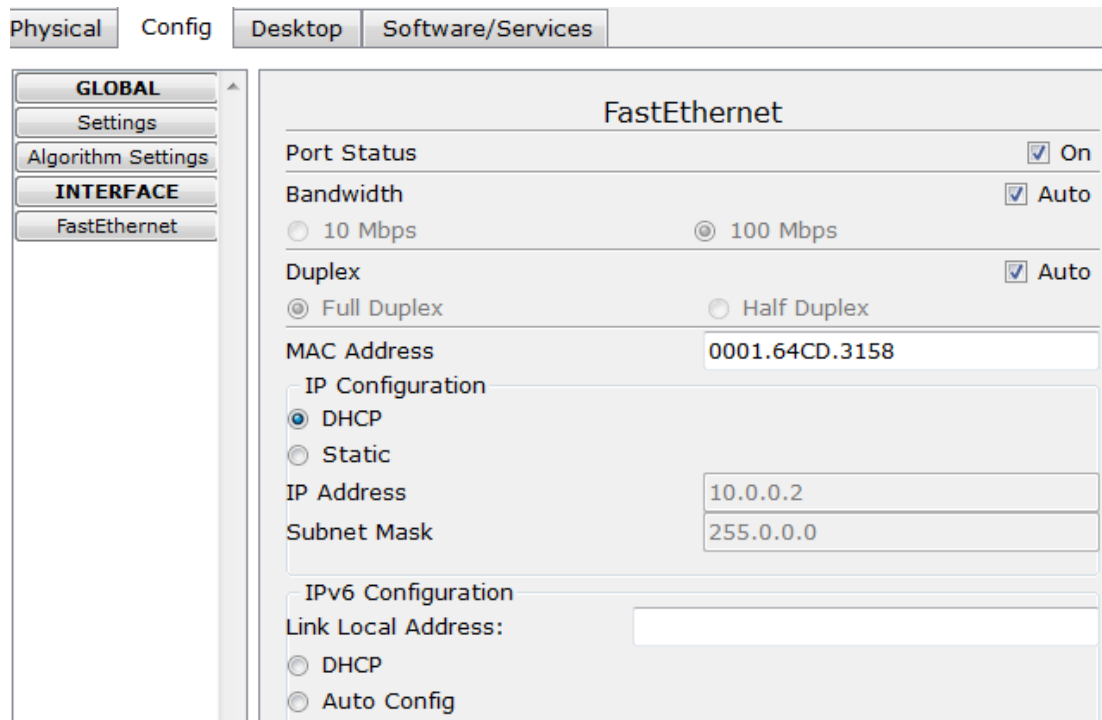 Physical Config Desktop Software/Services
GLOBAL
Settings
Algorithm Settings
INTERFACE
FastEthernet
FastEthernet
Port Status On
Bandwidth Auto
10 Mbps 100 Mbps
Duplex Auto
Full Duplex Half Duplex
MAC Address 0001.64CD.3158
IP Configuration
DHCP
Static
IP Address 10.0.0.2
Subnet Mask 255.0.0.0
IPv6 Configuration
Link Local Address:
DHCP
Auto Config